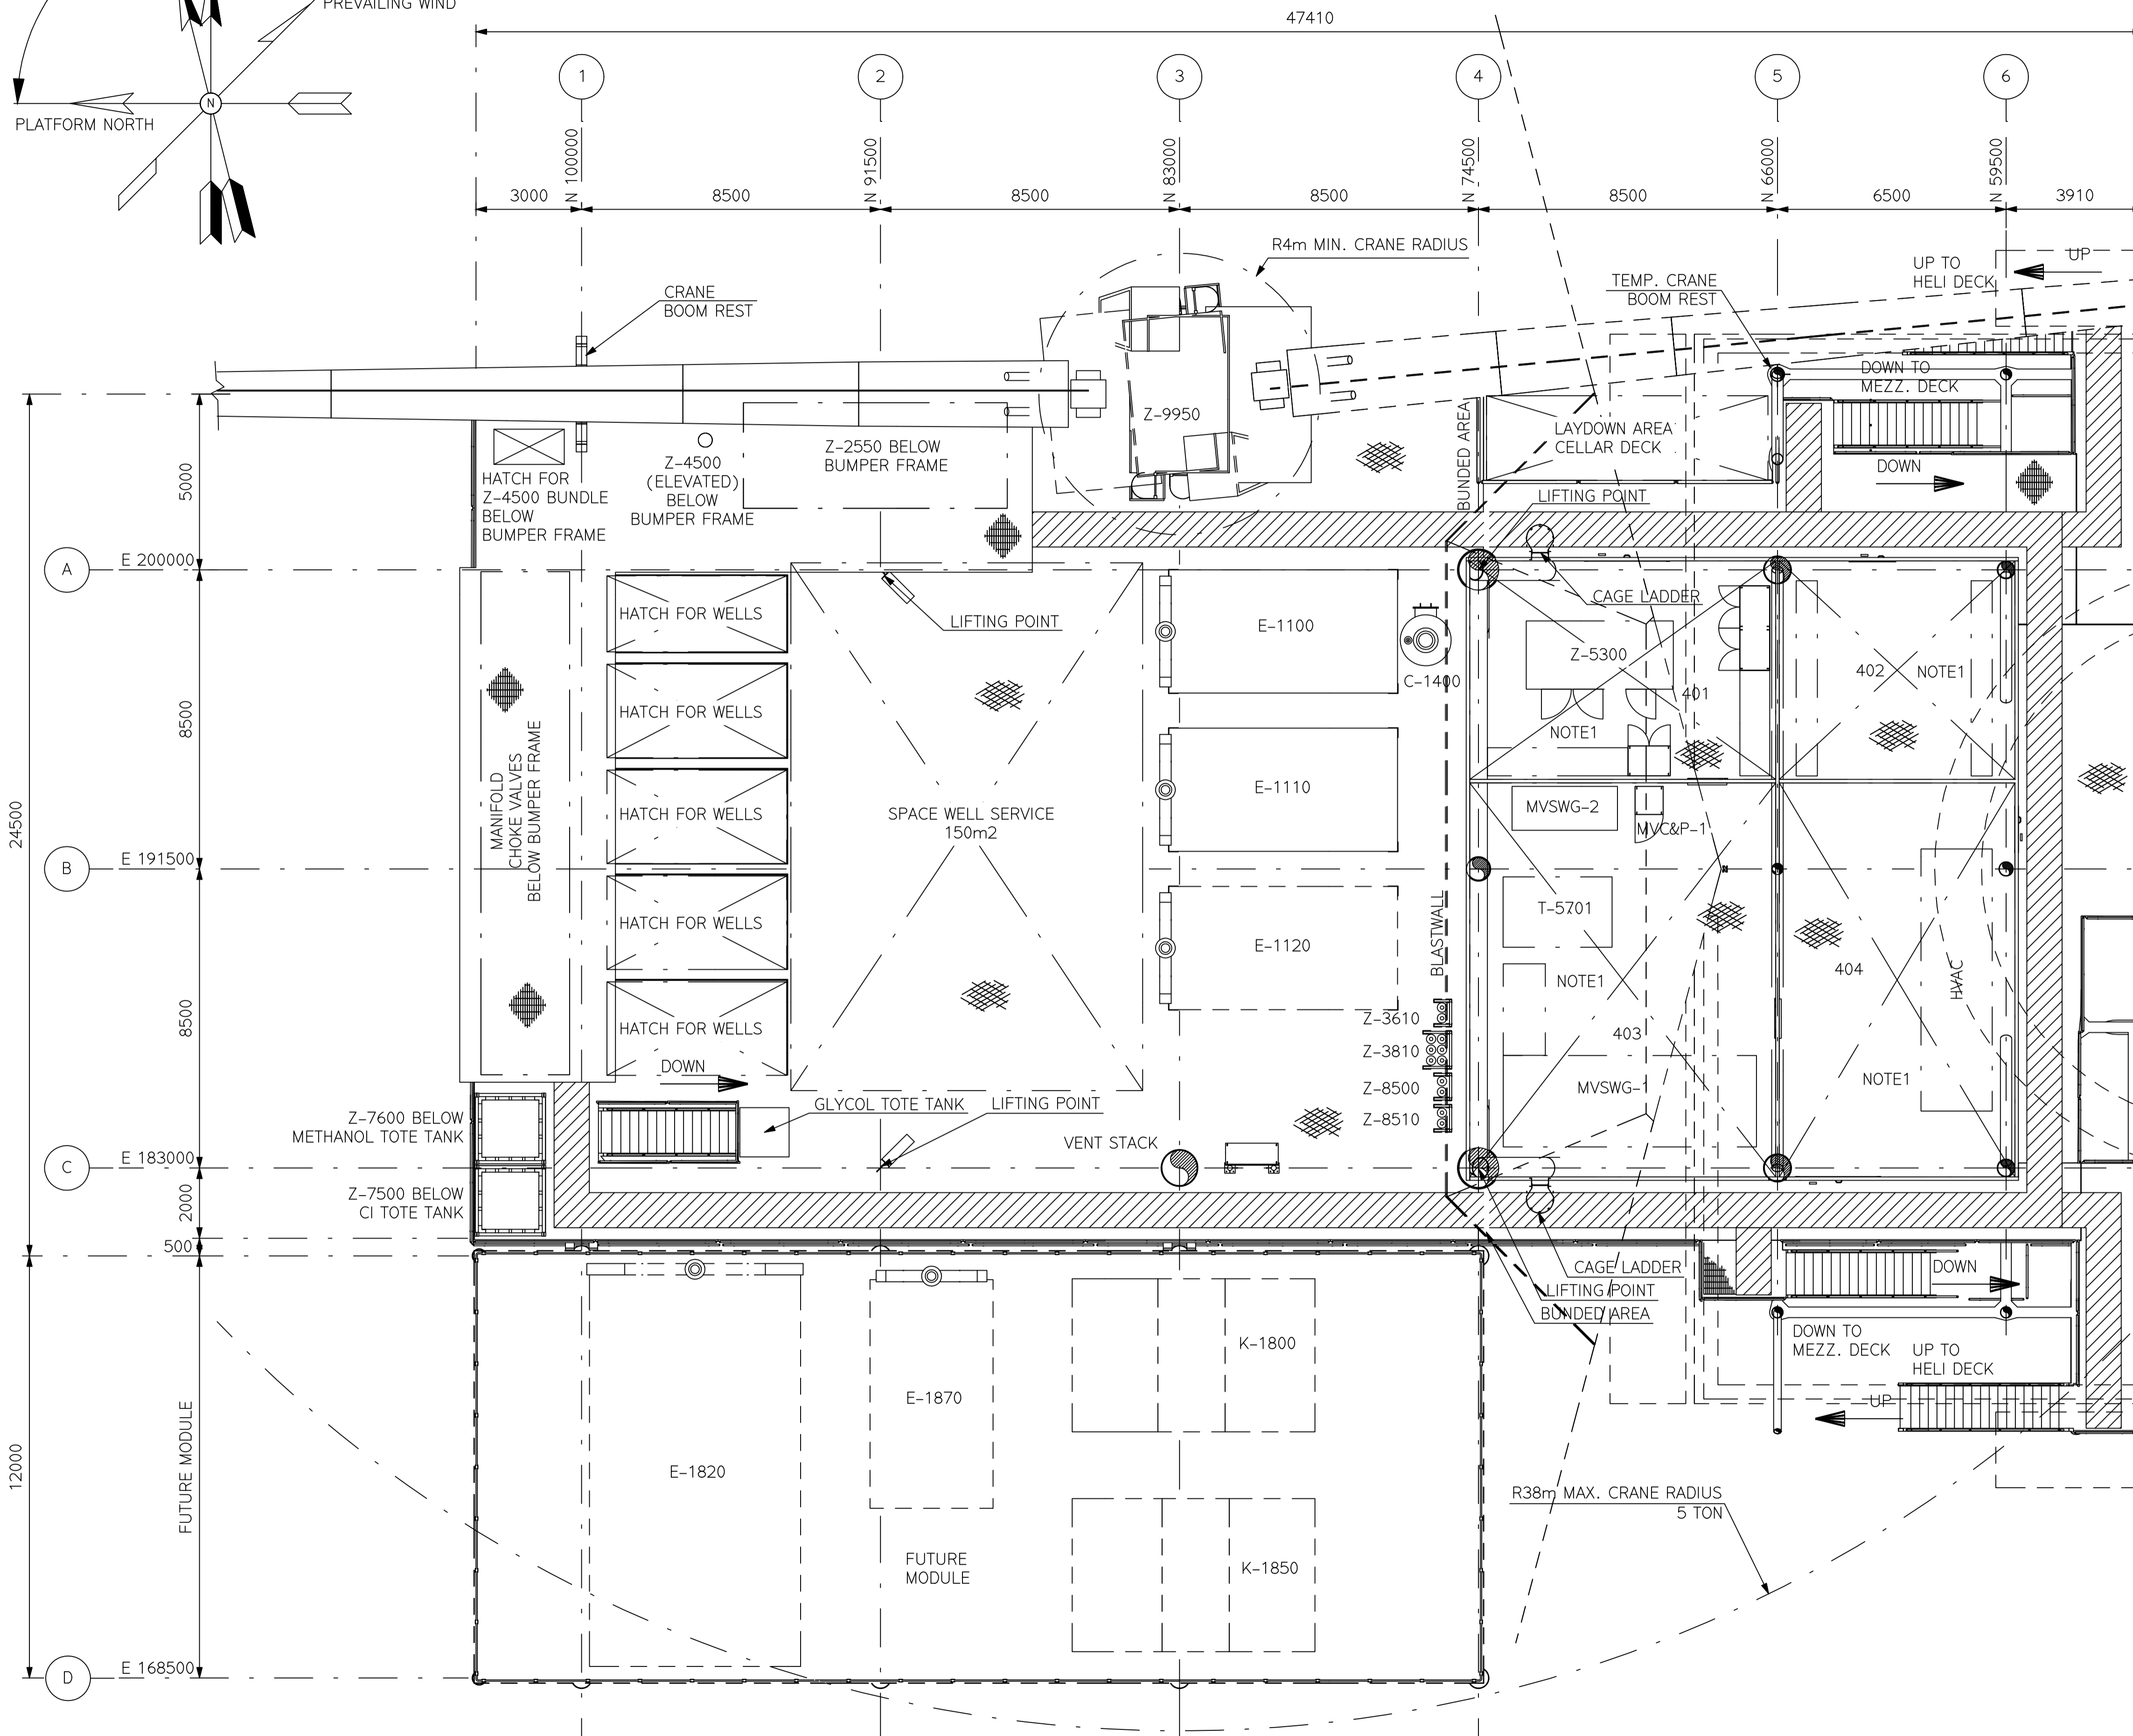 PREVAILING WIND
N
PLATFORM NORTH
47410
1
2
3
4
5
6
N 100000
N 91500
N 83000
N 74500
N 66000
N 59500
3000
8500
8500
8500
8500
6500
3910
R4m MIN. CRANE RADIUS
CRANE
BOOM REST
TEMP. CRANE
BOOM REST
UP TO
HELI DECK
UP
DOWN TO
MEZZ. DECK
DOWN
Z-9950
BUNDED AREA
LAYDOWN AREA
CELLAR DECK
LIFTING POINT
HATCH FOR
Z-4500 BUNDLE
BELOW
BUMPER FRAME
Z-4500
(ELEVATED)
BELOW
BUMPER FRAME
Z-2550 BELOW
BUMPER FRAME
5000
A
E 200000
HATCH FOR WELLS
HATCH FOR WELLS
HATCH FOR WELLS
HATCH FOR WELLS
HATCH FOR WELLS
LIFTING POINT
E-1100
C-1400
CAGE LADDER
Z-5300
401
NOTE1
402
NOTE1
8500
24500
MANIFOLD
CHOKE VALVES
BELOW BUMPER FRAME
SPACE WELL SERVICE
150m2
E-1110
MVSWG-2
MVC&P-1
B
E 191500
E-1120
BLASTWALL
T-5701
NOTE1
403
404
HVAC
NOTE1
MVSWG-1
8500
Z-3610
Z-3810
Z-8500
Z-8510
DOWN
GLYCOL TOTE TANK
LIFTING POINT
VENT STACK
Z-7600 BELOW
METHANOL TOTE TANK
C
E 183000
Z-7500 BELOW
CI TOTE TANK
2000
500
CAGE LADDER
LIFTING POINT
BUNDED AREA
DOWN
DOWN TO
MEZZ. DECK
UP TO
HELI DECK
UP
12000
FUTURE MODULE
E-1820
E-1870
K-1800
K-1850
FUTURE
MODULE
R38m MAX. CRANE RADIUS
5 TON
D
E 168500